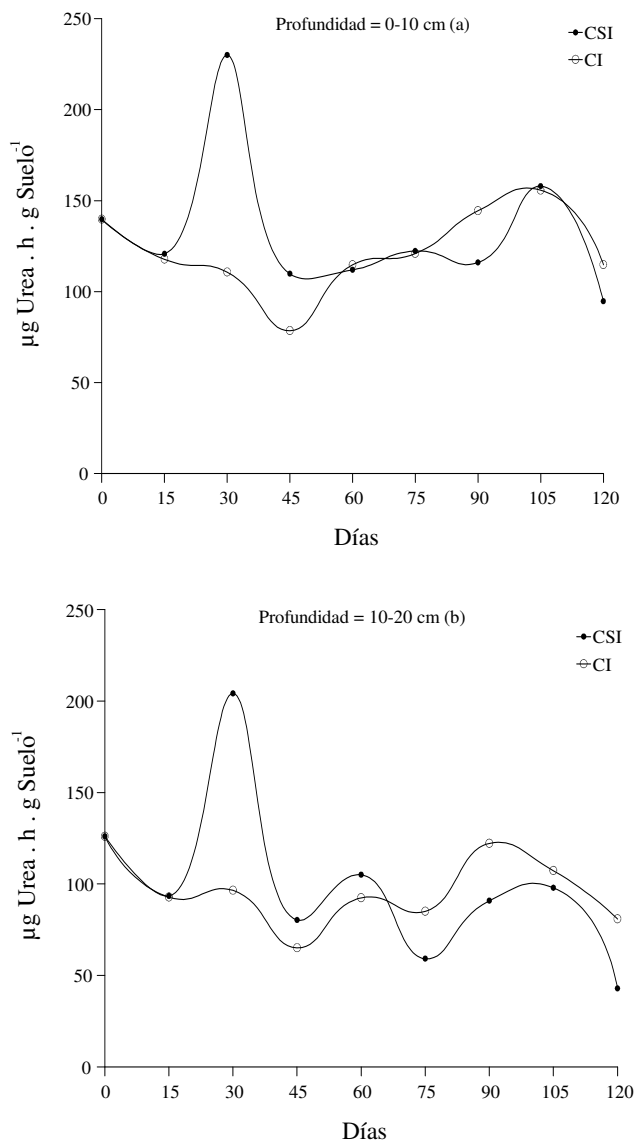 Profundidad = 0-10 cm (a)
CSI
CI
250
200
150
100
50
0
µg Urea . h . g Suelo⁻¹
0 15 30 45 60 75 90 105 120
Días
Profundidad = 10-20 cm (b)
CSI
CI
250
200
150
100
50
0
µg Urea . h . g Suelo⁻¹
0 15 30 45 60 75 90 105 120
Días